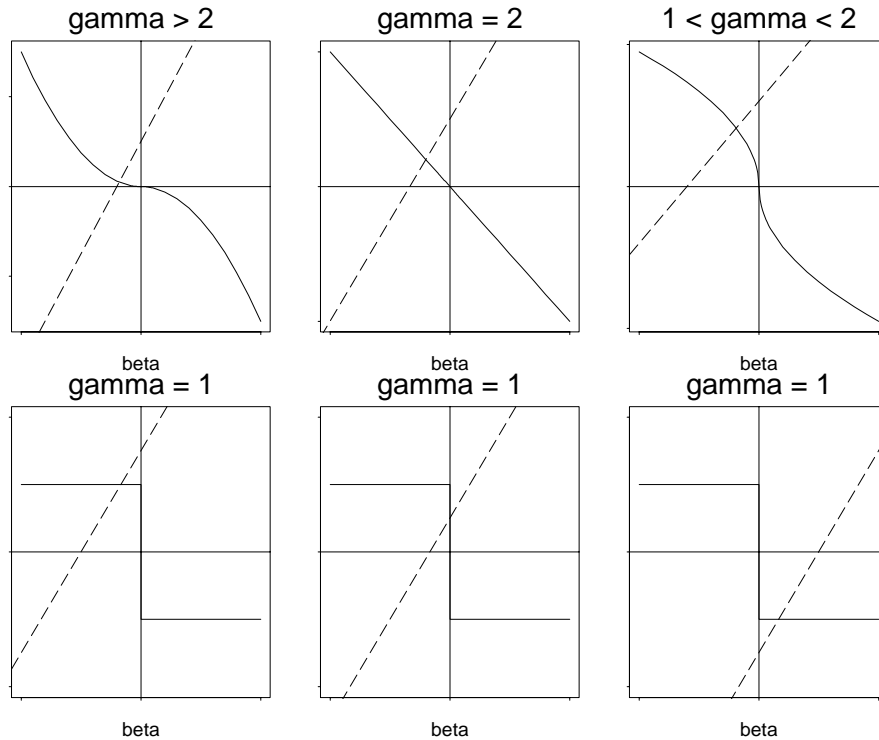 gamma > 2
gamma = 2
1 < gamma < 2
beta
beta
beta
gamma = 1
gamma = 1
gamma = 1
beta
beta
beta